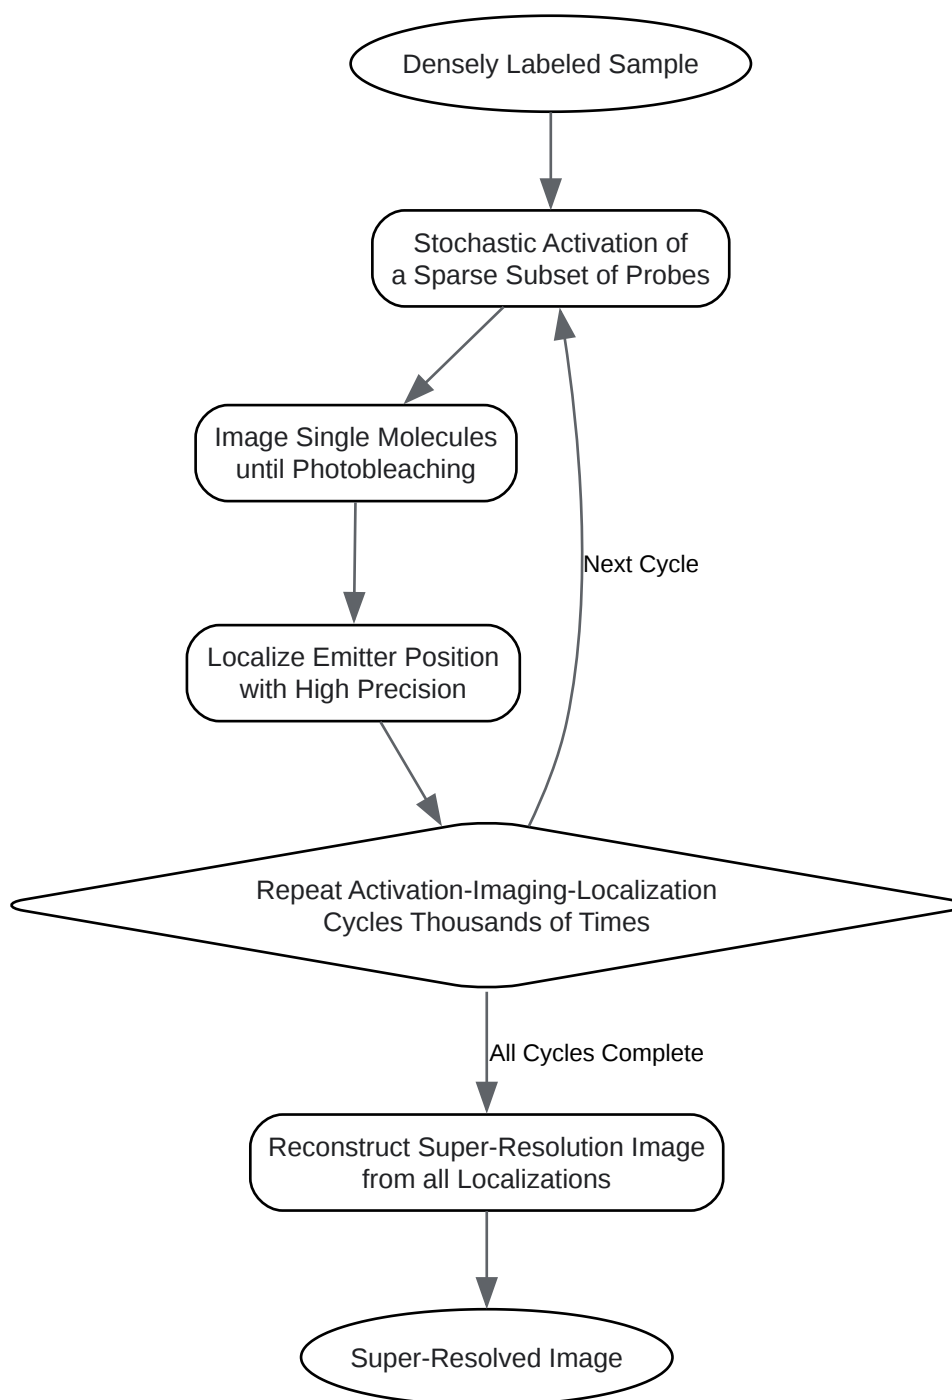 Densely Labeled Sample
Stochastic Activation of
a Sparse Subset of Probes
Image Single Molecules
until Photobleaching
Next Cycle
Localize Emitter Position
with High Precision
Repeat Activation-Imaging-Localization
Cycles Thousands of Times
All Cycles Complete
Reconstruct Super-Resolution Image
from all Localizations
Super-Resolved Image